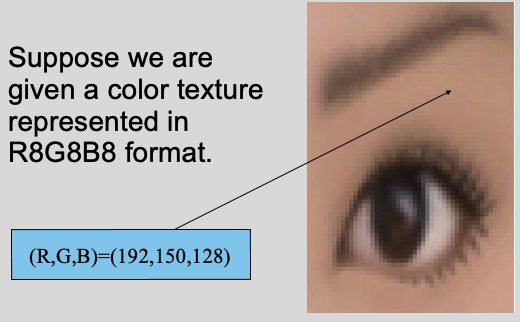 Suppose we are
given a color texture
represented in
R8G8B8 format.
(R,G,B)=(192,150,128)